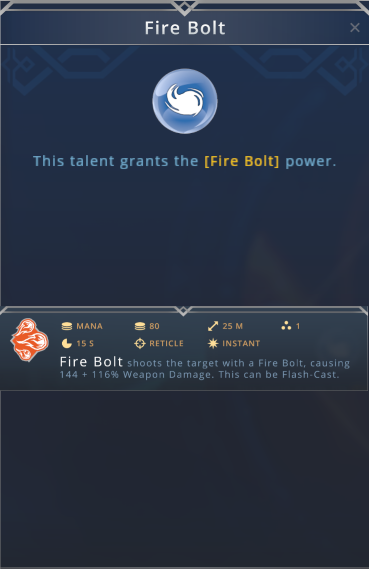 Fire Bolt
This talent grants the [Fire Bolt] power.
MANA 80 25 M 1
15 S RETICLE INSTANT
Fire Bolt shoots the target with a Fire Bolt, causing
144 + 116% Weapon Damage. This can be Flash-Cast.